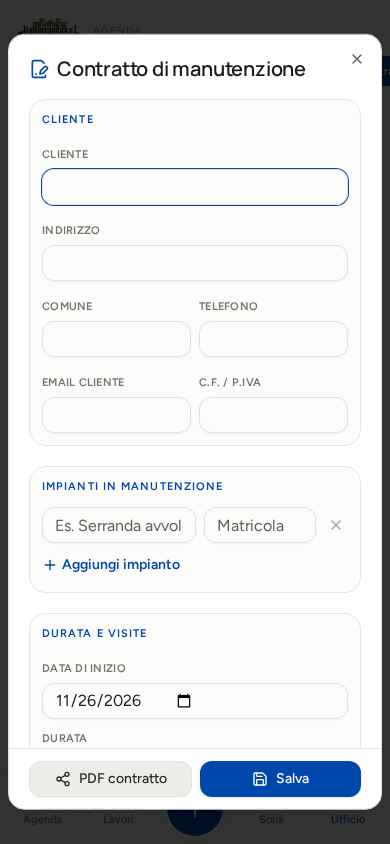 AGENDA
Contratto di manutenzione
CLIENTE
CLIENTE
INDIRIZZO
COMUNE TELEFONO
EMAIL CLIENTE C.F. / P.IVA
IMPIANTI IN MANUTENZIONE
Es. Serranda avvol Matricola
Aggiungi impianto
DURATA E VISITE
DATA DI INIZIO
11/26/2026
DURATA
PDF contratto Salva
Agenda Lavori Ufficio